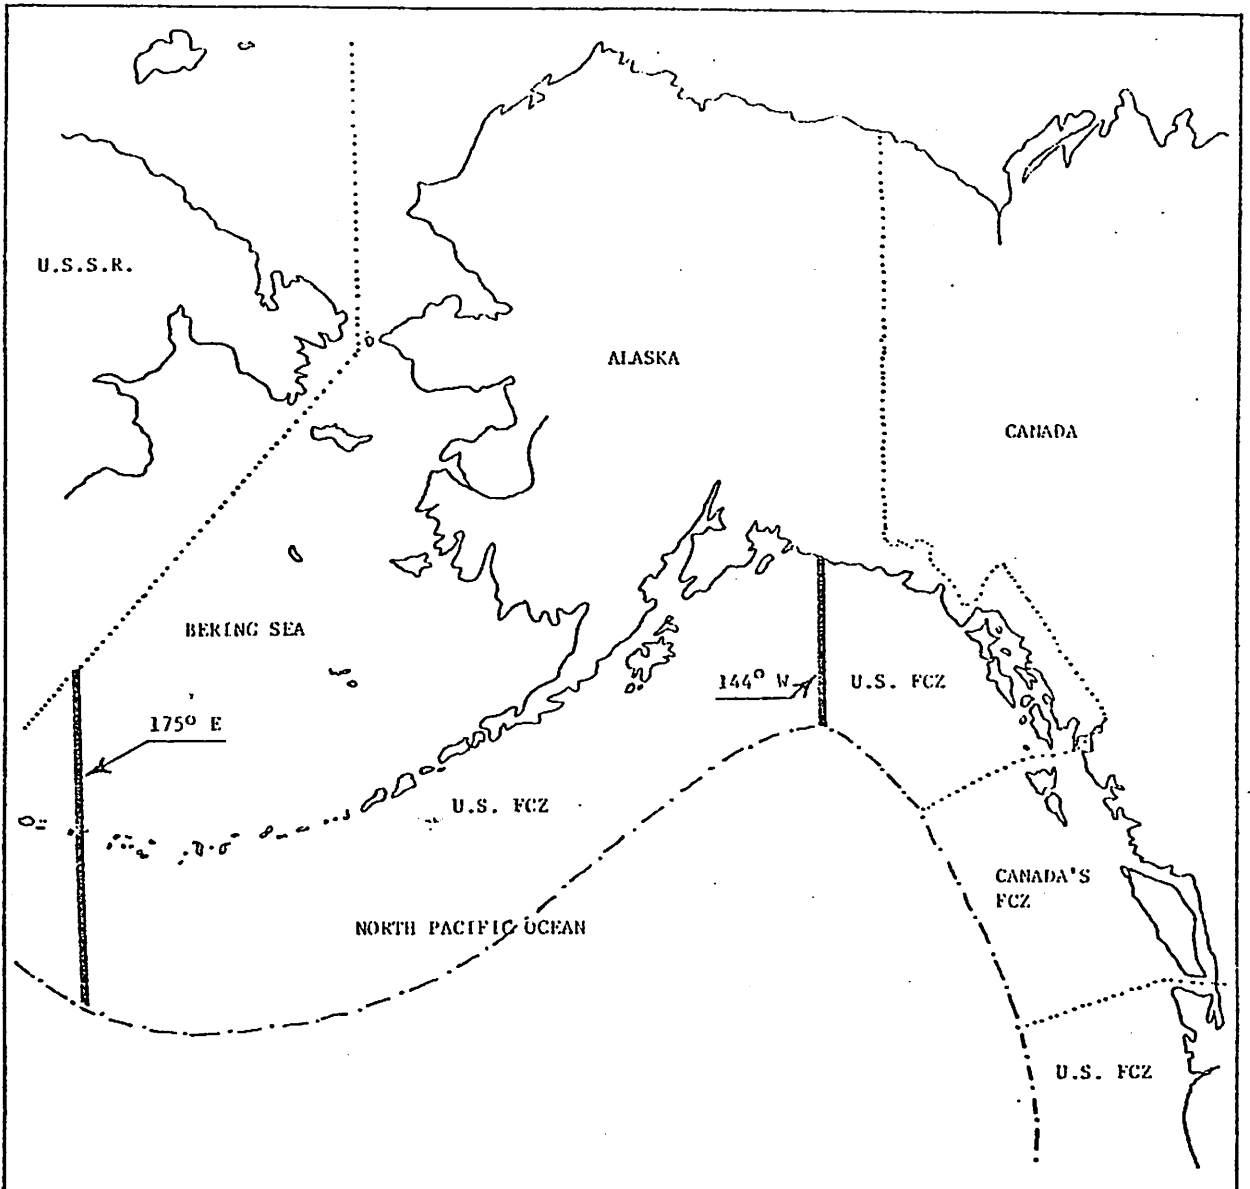 U.S.S.R.
ALASKA
CANADA
BERING SEA
144° W
U.S. FCZ
175° E
U.S. FCZ
CANADA'S
FCZ
NORTH PACIFIC OCEAN
U.S. FCZ